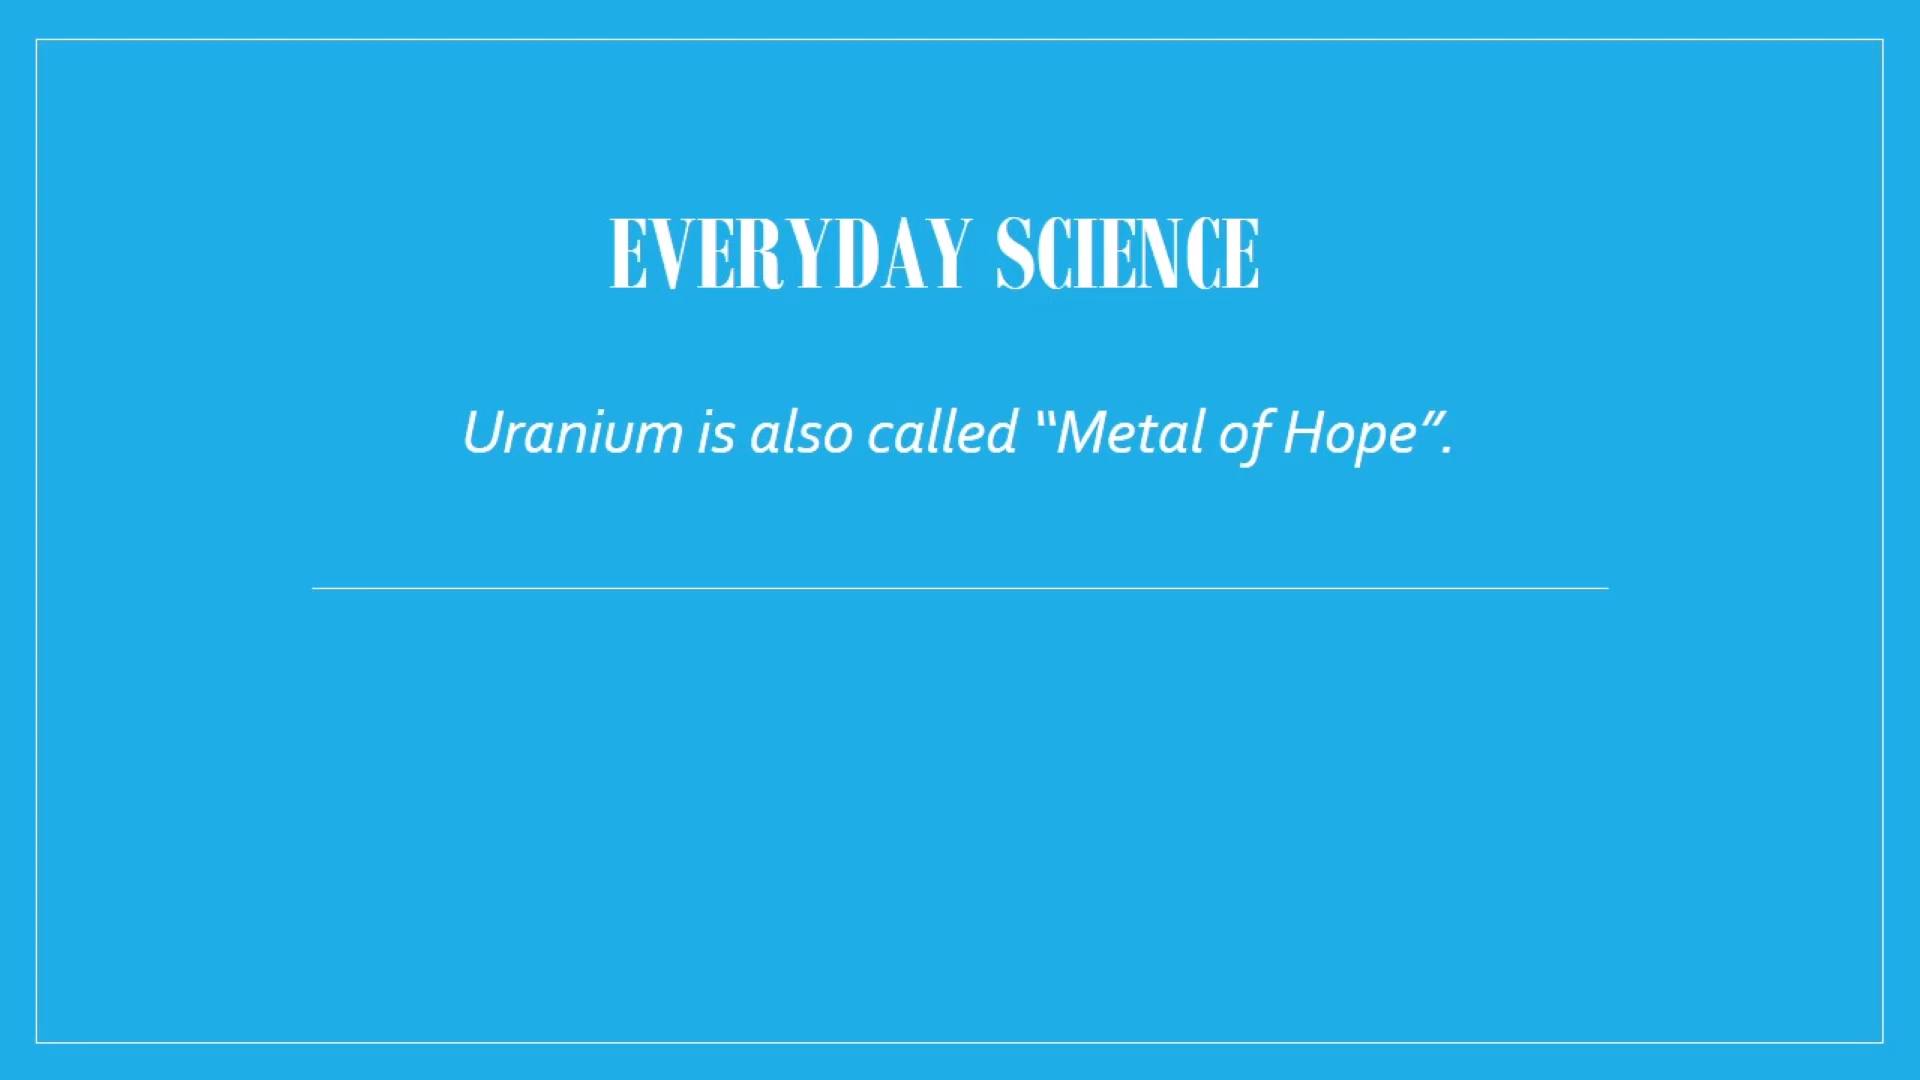 EVERYDAY SCIENCE
Uranium is also called “Metal of Hope”.